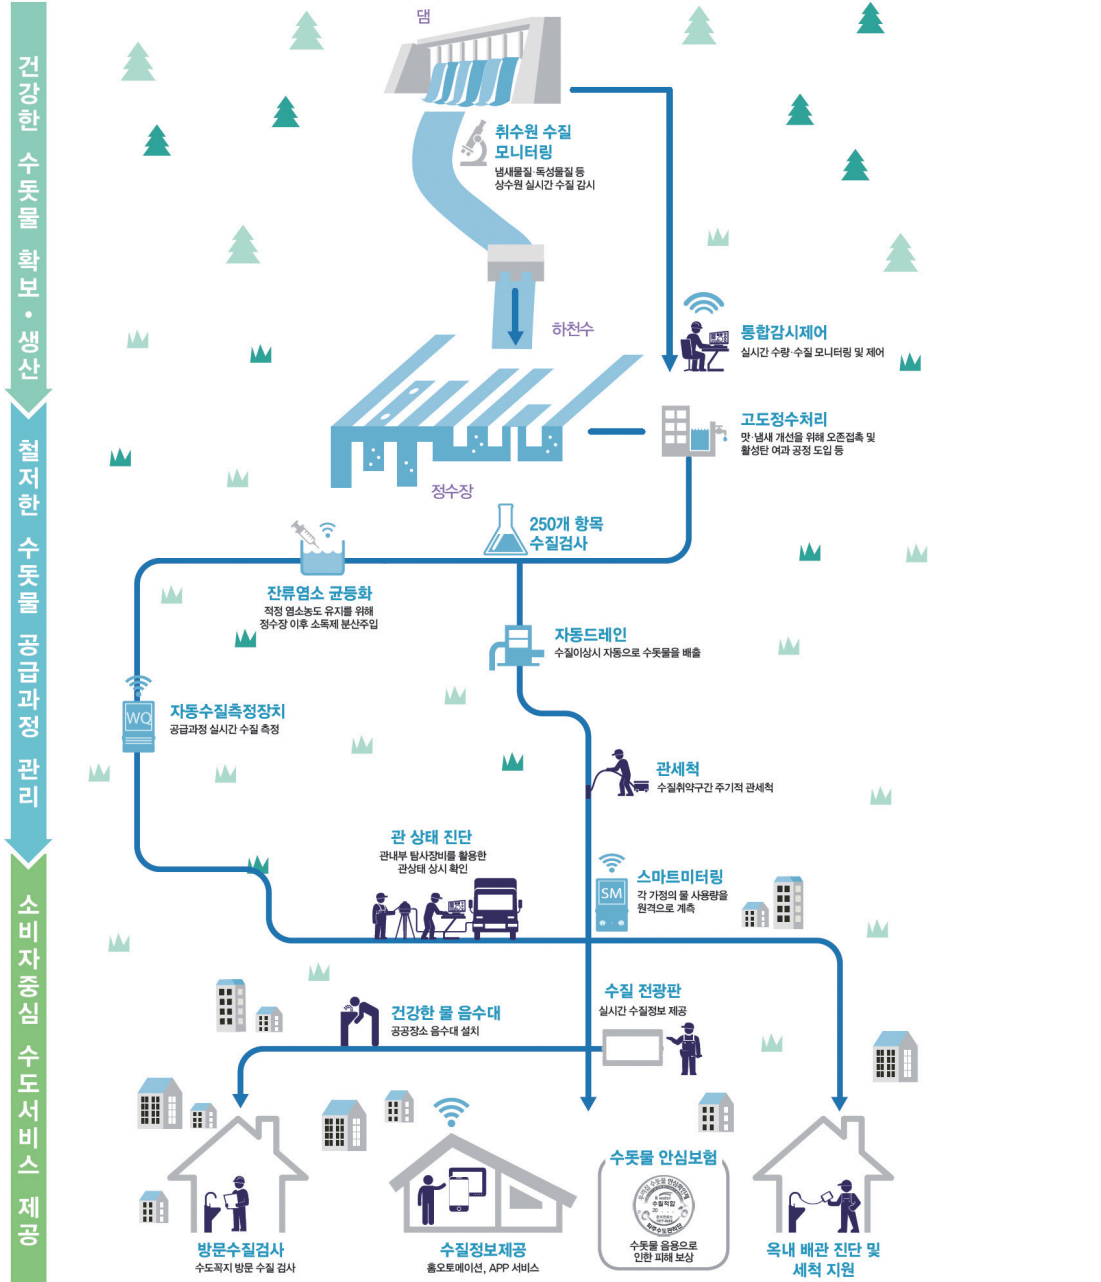 건강한 수돗물 확보·생산
댐
취수원 수질
모니터링
냄새물질·독성물질 등
상수원 실시간 수질 감시
하천수
통합감시제어
실시간 수량·수질 모니터링 및 제어
고도정수처리
맛·냄새 개선을 위해 오존접촉 및
활성탄 여과 공정 도입 등
정수장
철저한 수돗물 공급과정 관리
250개 항목
수질검사
잔류염소 균등화
적정 염소농도 유지를 위해
정수장 이후 소독제 분산주입
자동드레인
수질이상시 자동으로 수돗물을 배출
WQ
자동수질측정장치
공급과정 실시간 수질 측정
관세척
수질취약구간 주기적 관세척
관 상태 진단
관내부 탐사장비를 활용한
관상태 상시 확인
SM
스마트미터링
각 가정의 물 사용량을
원격으로 계측
소비자중심 수도서비스 제공
수질 전광판
실시간 수질정보 제공
건강한 물 음수대
공공장소 음수대 설치
방문수질검사
수도꼭지 방문 수질 검사
수질정보제공
홈오토메이션, APP 서비스
수돗물 안심보험
수질적합
수돗물 음용으로
인한 피해 보상
옥내 배관 진단 및
세척 지원